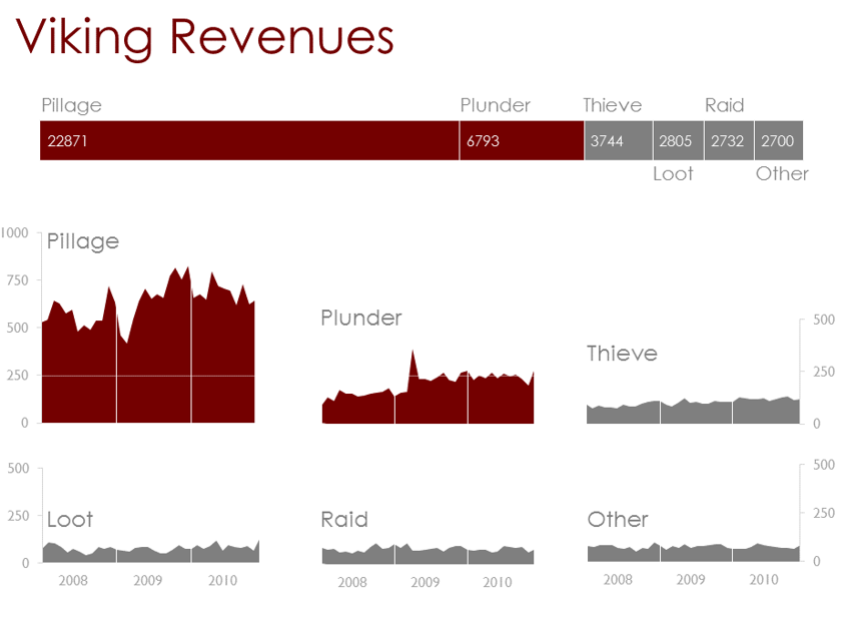 Viking Revenues
Pillage Plunder Thieve Raid
22871 6793 3744 2805 2732 2700
Loot Other
1000
Pillage
750
500
250
0
Plunder
500
Thieve
250
0
500
250
Loot
0
2008 2009 2010
Raid
2008 2009 2010
500
250
Other
0
2008 2009 2010